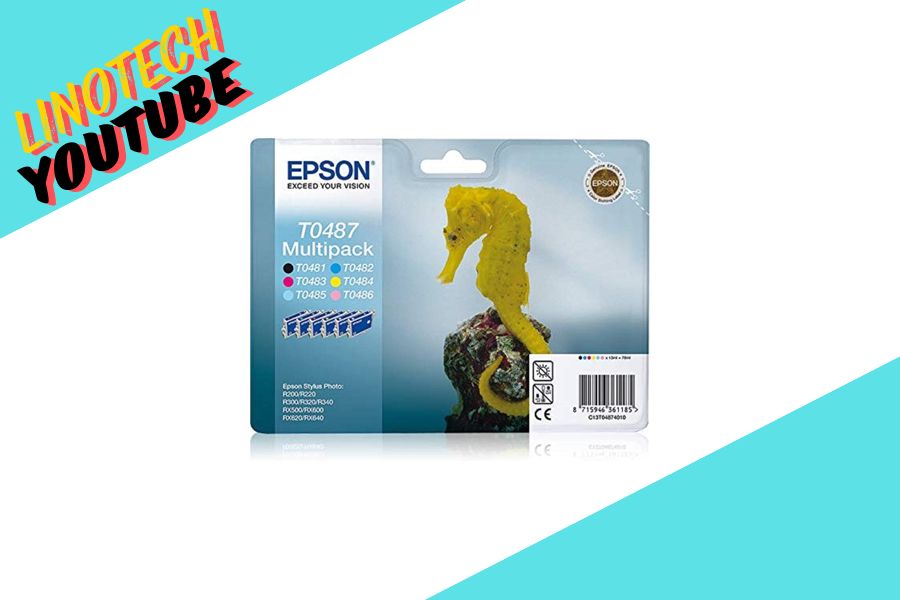 LINOTECH
YOUTUBE
EPSON
EXCEED YOUR VISION
T0487
Multipack
T0481 T0482
T0483 T0484
T0485 T0486
Epson Stylus Photo:
R200/R220
R300/R320/R340
RX500/RX600
RX620/RX640
EPSON
8 715946 361185 >
C13T04874010
CE